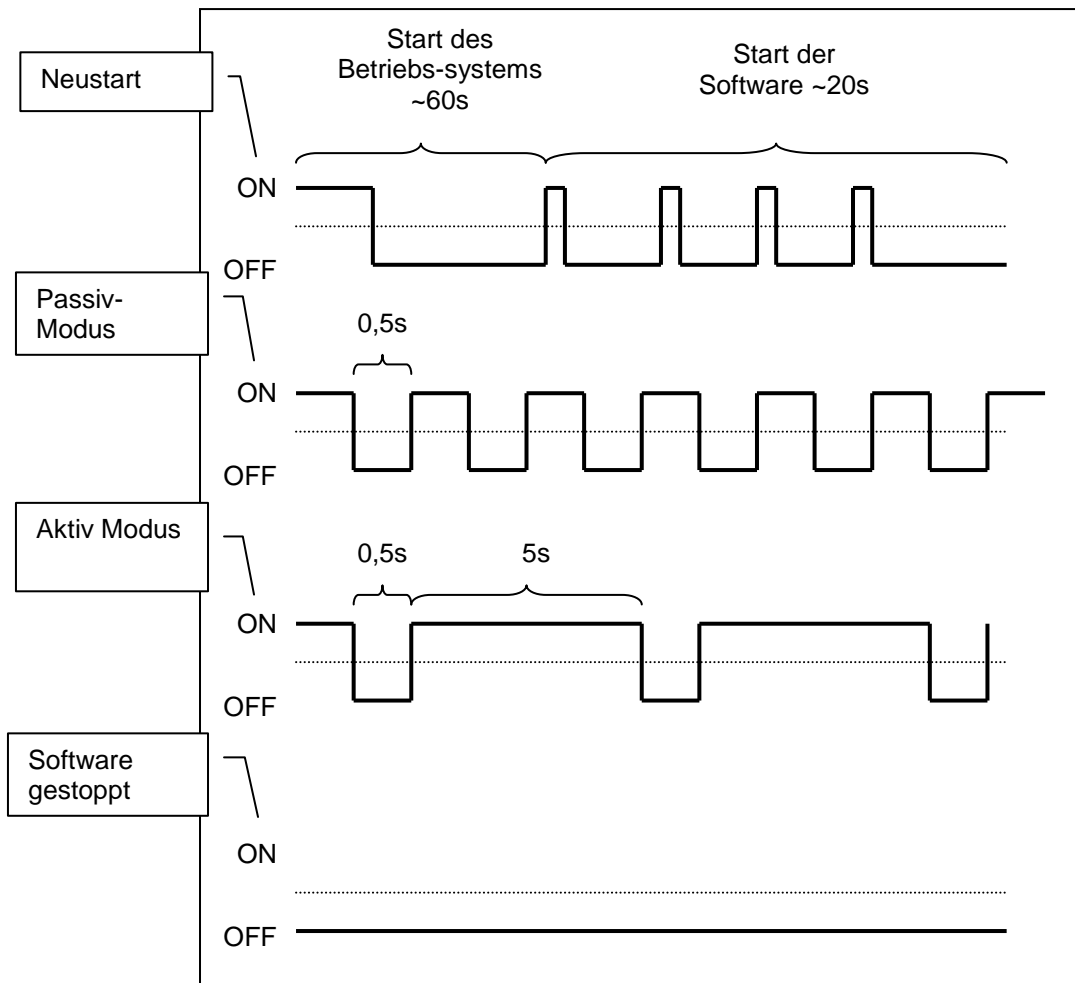 Start des
Betriebs-systems
~60s
Start der
Software ~20s
Neustart
ON
OFF
Passiv-
Modus
0,5s
ON
OFF
Aktiv Modus
0,5s
5s
ON
OFF
Software
gestoppt
ON
OFF